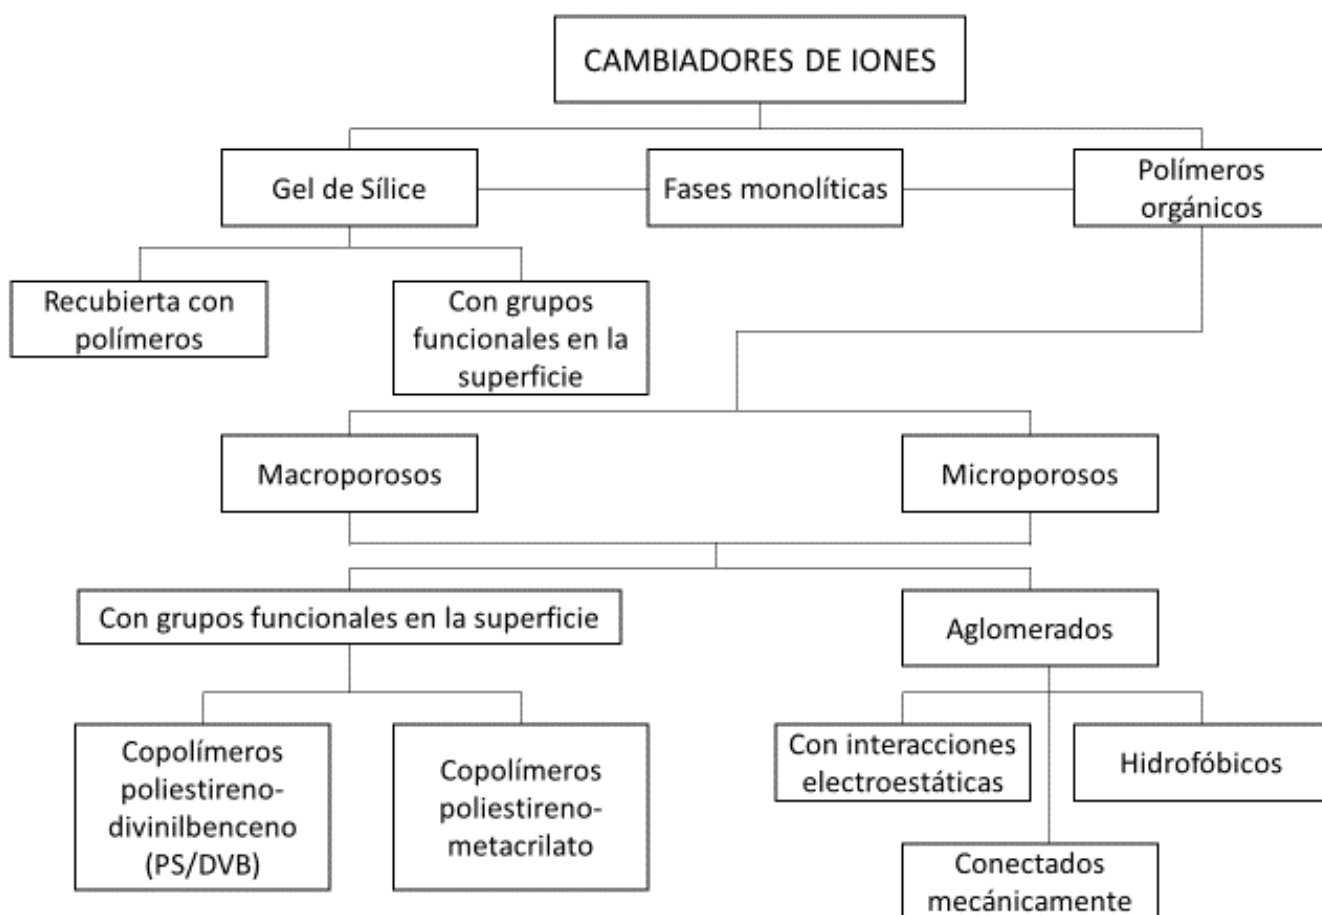 CAMBIADORES DE IONES
Gel de Sílice
Fases monolíticas
Polímeros
orgánicos
Recubierta con
polímeros
Con grupos
funcionales en la
superficie
Macroporosos
Microporosos
Con grupos funcionales en la superficie
Aglomerados
Copolímeros
poliestireno-
divinilbenceno
(PS/DVB)
Copolímeros
poliestireno-
metacrilato
Con interacciones
electroestáticas
Hidrofóbicos
Conectados
mecánicamente